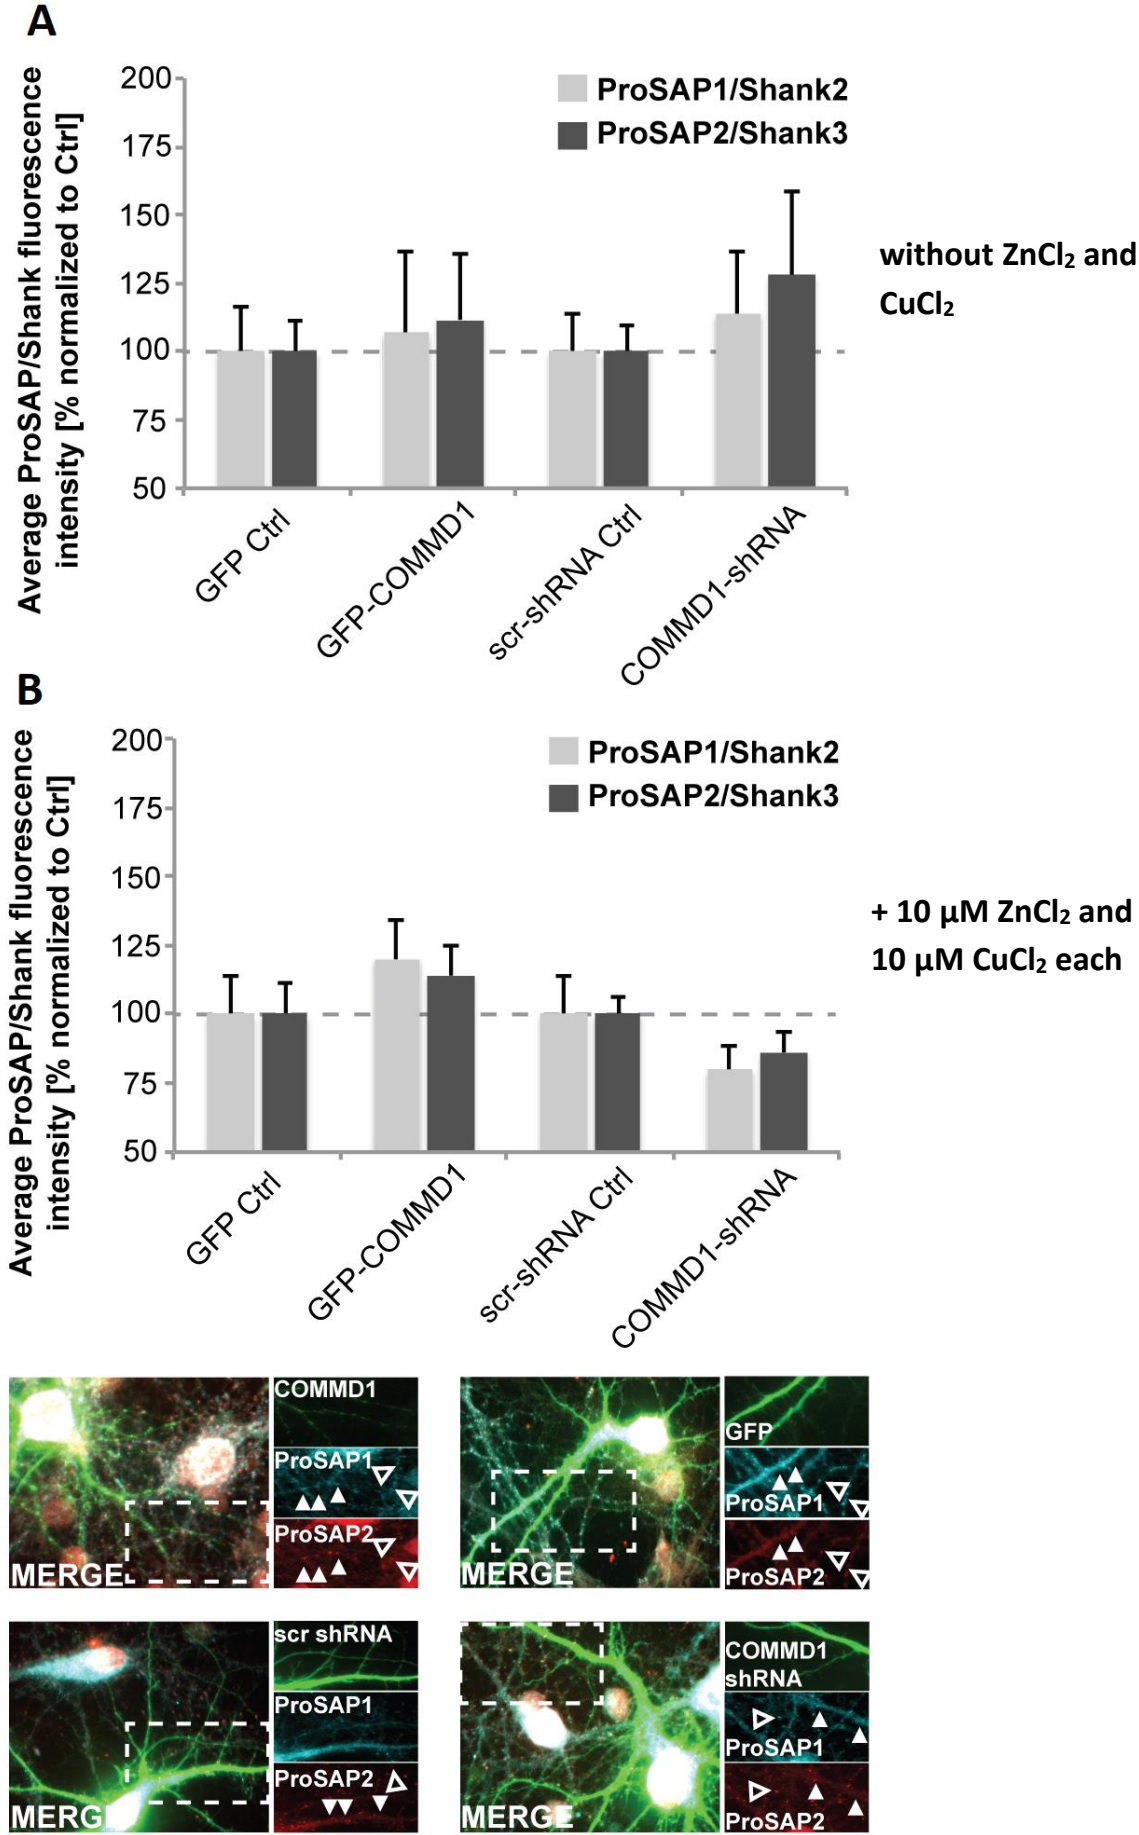 A
Average ProSAP/Shank fluorescence
intensity [% normalized to Ctrl]
200
175
150
125
100
75
50
ProSAP1/Shank2
ProSAP2/Shank3
without ZnCl₂ and
CuCl₂
GFP Ctrl
GFP-COMMD1
scr-shRNA Ctrl
COMMD1-shRNA
B
Average ProSAP/Shank fluorescence
intensity [% normalized to Ctrl]
200
175
150
125
100
75
50
ProSAP1/Shank2
ProSAP2/Shank3
+ 10 µM ZnCl₂ and
10 µM CuCl₂ each
GFP Ctrl
GFP-COMMD1
scr-shRNA Ctrl
COMMD1-shRNA
MERGE
COMMD1
ProSAP1
ProSAP2
MERGE
GFP
ProSAP1
ProSAP2
MERGE
scr shRNA
ProSAP1
ProSAP2
MERGE
COMMD1
shRNA
ProSAP1
ProSAP2